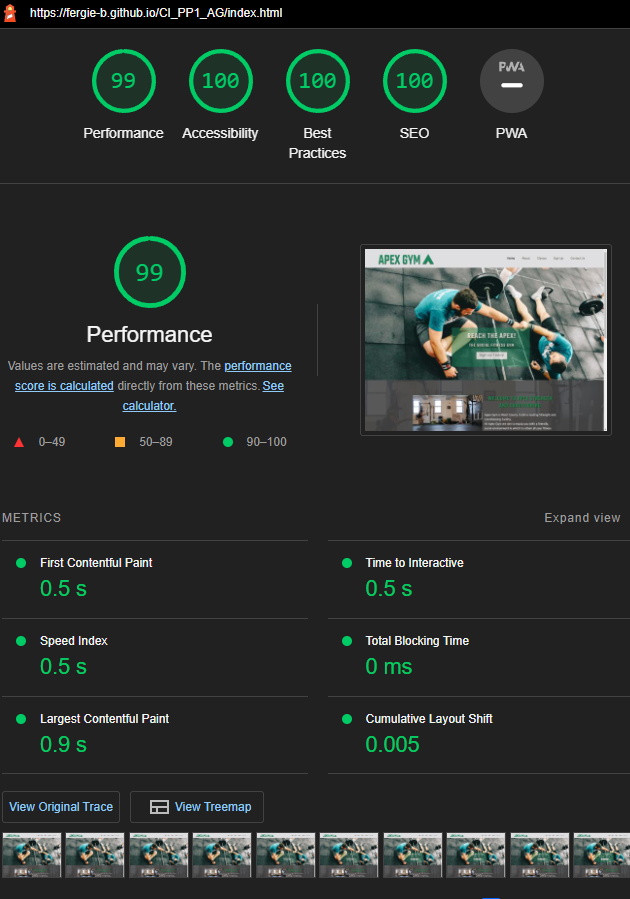 https://fergie-b.github.io/CI_PP1_AG/index.html
99
100
100
100
PWA
Performance
Accessibility
Best
Practices
SEO
PWA
99
Performance
Values are estimated and may vary. The performance
score is calculated directly from these metrics. See
calculator.
0–49
50–89
90–100
APEX GYM
Home
REACH THE APEX!
METRICS
Expand view
First Contentful Paint
0.5 s
Time to Interactive
0.5 s
Speed Index
0.5 s
Total Blocking Time
0 ms
Largest Contentful Paint
0.9 s
Cumulative Layout Shift
0.005
View Original Trace
View Treemap